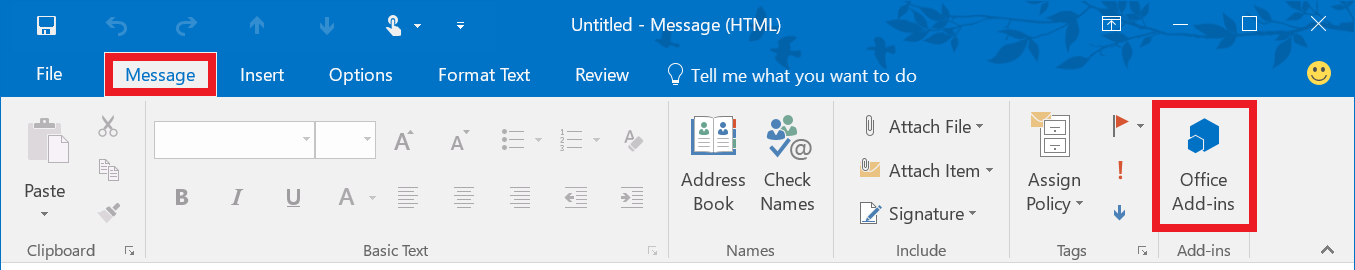 Untitled - Message (HTML)
File Message Insert Options Format Text Review Tell me what you want to do
Paste
Clipboard
B I U A
Basic Text
Address
Book
Check
Names
Names
Attach File
Attach Item
Signature
Include
Assign
Policy
Tags
Office
Add-ins
Add-ins